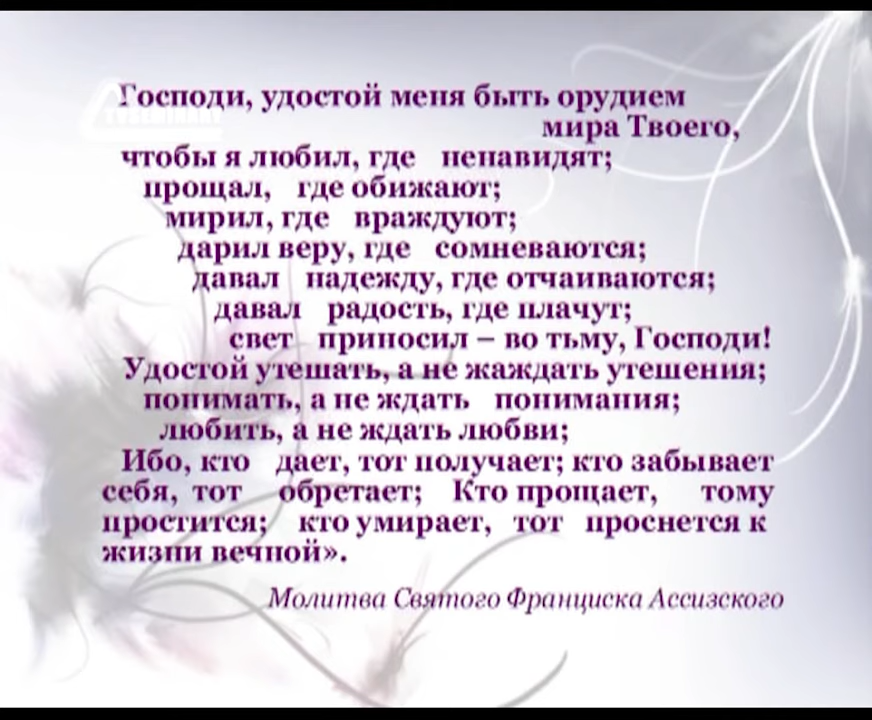 Господи, удостой меня быть орудием
мира Твоего,
чтобы я любил, где ненавидят;
прощал, где обижают;
мирил, где враждуют;
дарил веру, где сомневаются;
давал надежду, где отчаиваются;
давал радость, где плачут;
свет приносил – во тьму, Господи!
Удостой утешать, а не жаждать утешения;
понимать, а не ждать понимания;
любить, а не ждать любви;
Ибо, кто дает, тот получает; кто забывает
себя, тот обретает; Кто прощает, тому
простится; кто умирает, тот проснется к
жизни вечной».
Молитва Святого Франциска Ассизского